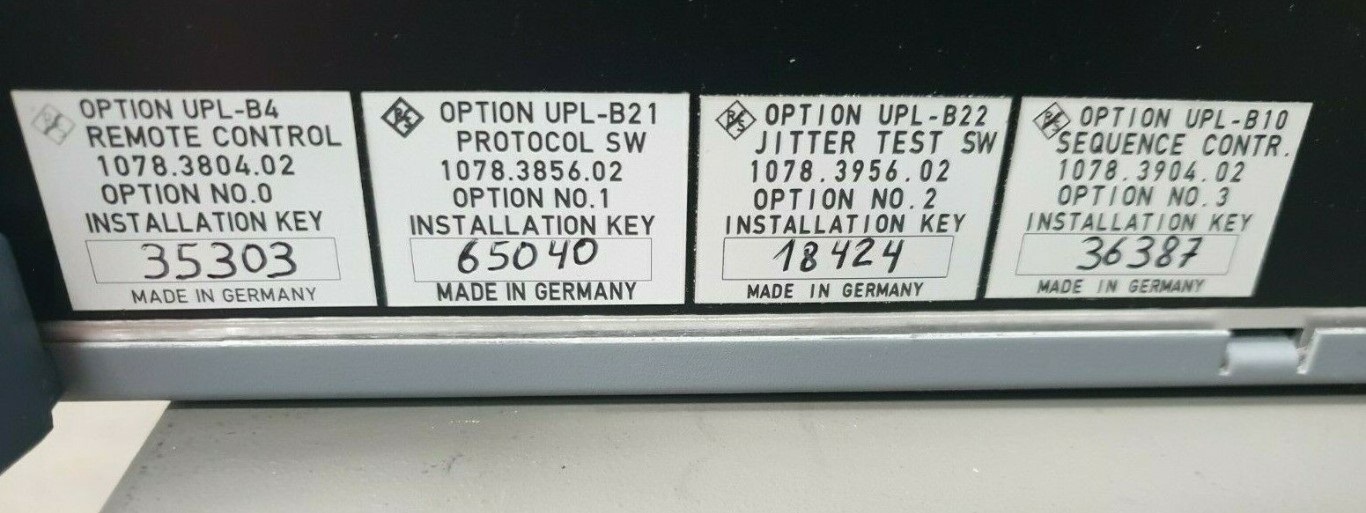 OPTION UPL-B4
REMOTE CONTROL
1078.3804.02
OPTION NO.0
INSTALLATION KEY
35303
MADE IN GERMANY
OPTION UPL-B21
PROTOCOL SW
1078.3856.02
OPTION NO.1
INSTALLATION KEY
65040
MADE IN GERMANY
OPTION UPL-B22
JITTER TEST SW
1078.3956.02
OPTION NO.2
INSTALLATION KEY
18424
MADE IN GERMANY
OPTION UPL-B10
SEQUENCE CONTR.
1078.3904.02
OPTION NO.3
INSTALLATION KEY
36387
MADE IN GERMANY